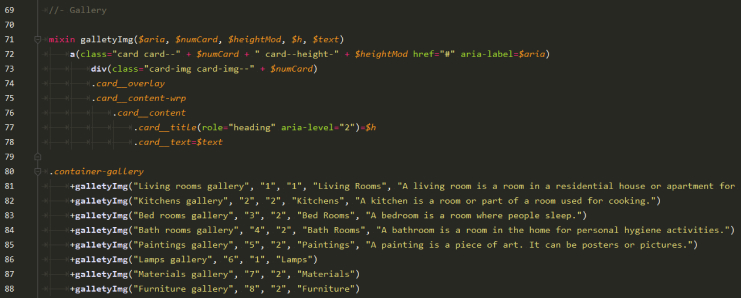 69 //- Gallery
70
71 mixin galletyImg($aria, $numCard, $heightMod, $h, $text)
72 a(class="card card--" + $numCard + " card--height-" + $heightMod href="#" aria-label=$aria)
73 div(class="card-img card-img--" + $numCard)
74 .card__overlay
75 .card__content-wrp
76 .card__content
77 .card__title(role="heading" aria-level="2")=$h
78 .card__text=$text
79
80 .container-gallery
81 +galletyImg("Living rooms gallery", "1", "1", "Living Rooms", "A living room is a room in a residential house or apartment for
82 +galletyImg("Kitchens gallery", "2", "2", "Kitchens", "A kitchen is a room or part of a room used for cooking.")
83 +galletyImg("Bed rooms gallery", "3", "2", "Bed Rooms", "A bedroom is a room where people sleep.")
84 +galletyImg("Bath rooms gallery", "4", "2", "Bath Rooms", "A bathroom is a room in the home for personal hygiene activities.")
85 +galletyImg("Paintings gallery", "5", "2", "Paintings", "A painting is a piece of art. It can be posters or pictures.")
86 +galletyImg("Lamps gallery", "6", "1", "Lamps")
87 +galletyImg("Materials gallery", "7", "2", "Materials")
88 +galletyImg("Furniture gallery", "8", "2", "Furniture")